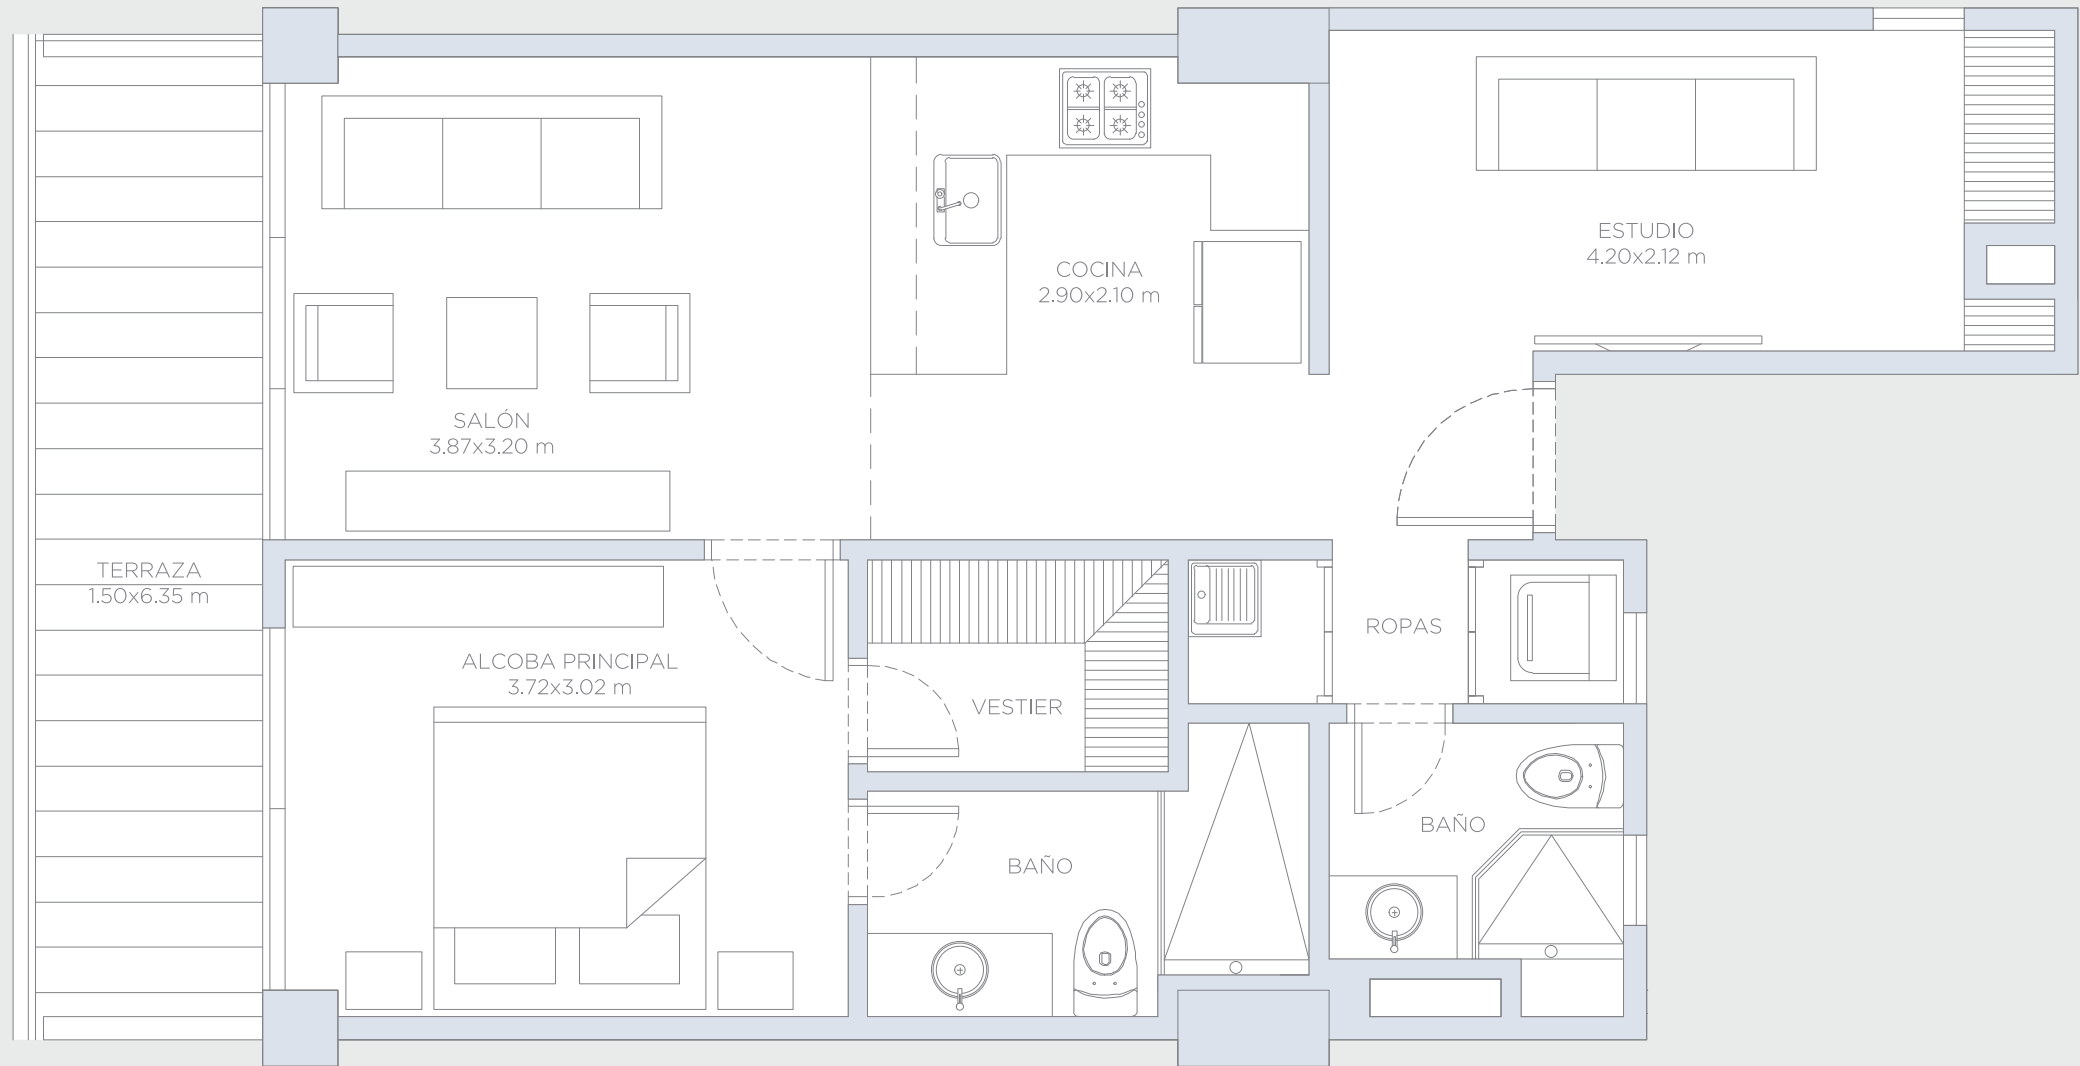 ESTUDIO
4.20x2.12 m
COCINA
2.90x2.10 m
SALÓN
3.87x3.20 m
TERRAZA
1.50x6.35 m
ROPAS
ALCOBA PRINCIPAL
3.72x3.02 m
VESTIER
BAÑO
BAÑO